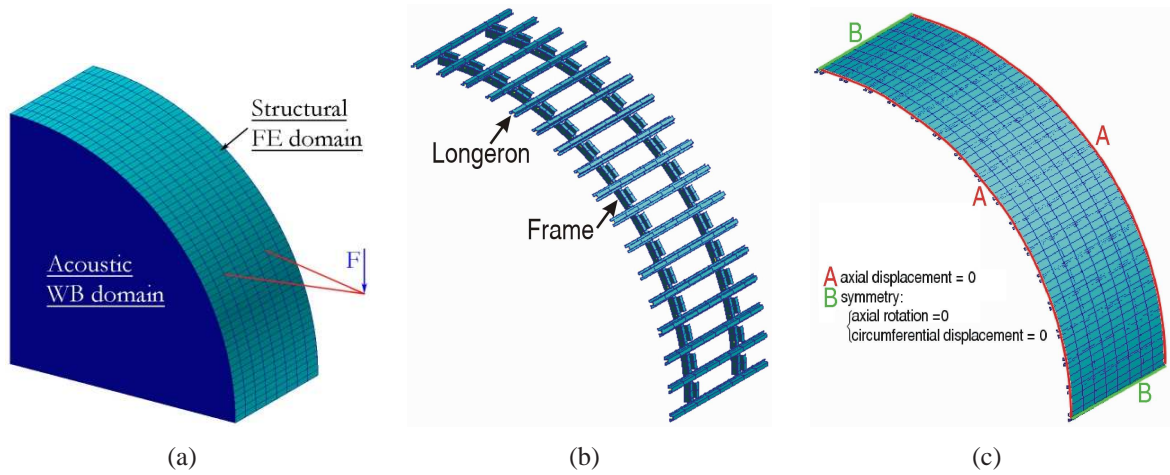 Structural
FE domain
F
Acoustic
WB domain
(a)
Longeron
Frame
(b)
B
A
A
A axial displacement = 0
B symmetry:
{axial rotation =0
circumferential displacement = 0
B
(c)